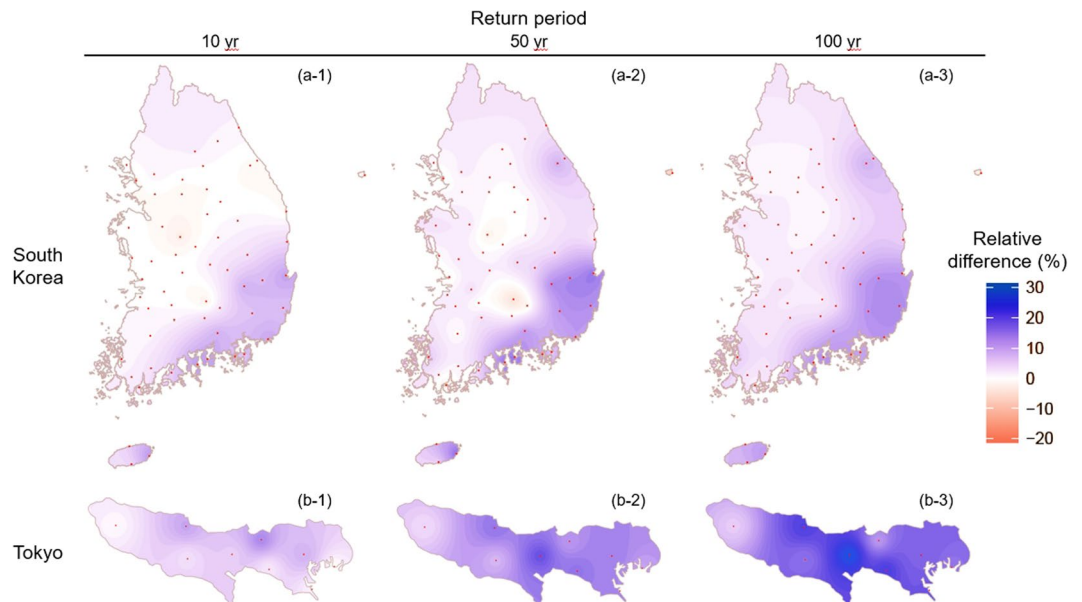 Return period
10 yr
50 yr
100 yr
(a-1)
(a-2)
(a-3)
South
Korea
Relative
difference (%)
30
20
10
0
−10
−20
(b-1)
(b-2)
(b-3)
Tokyo